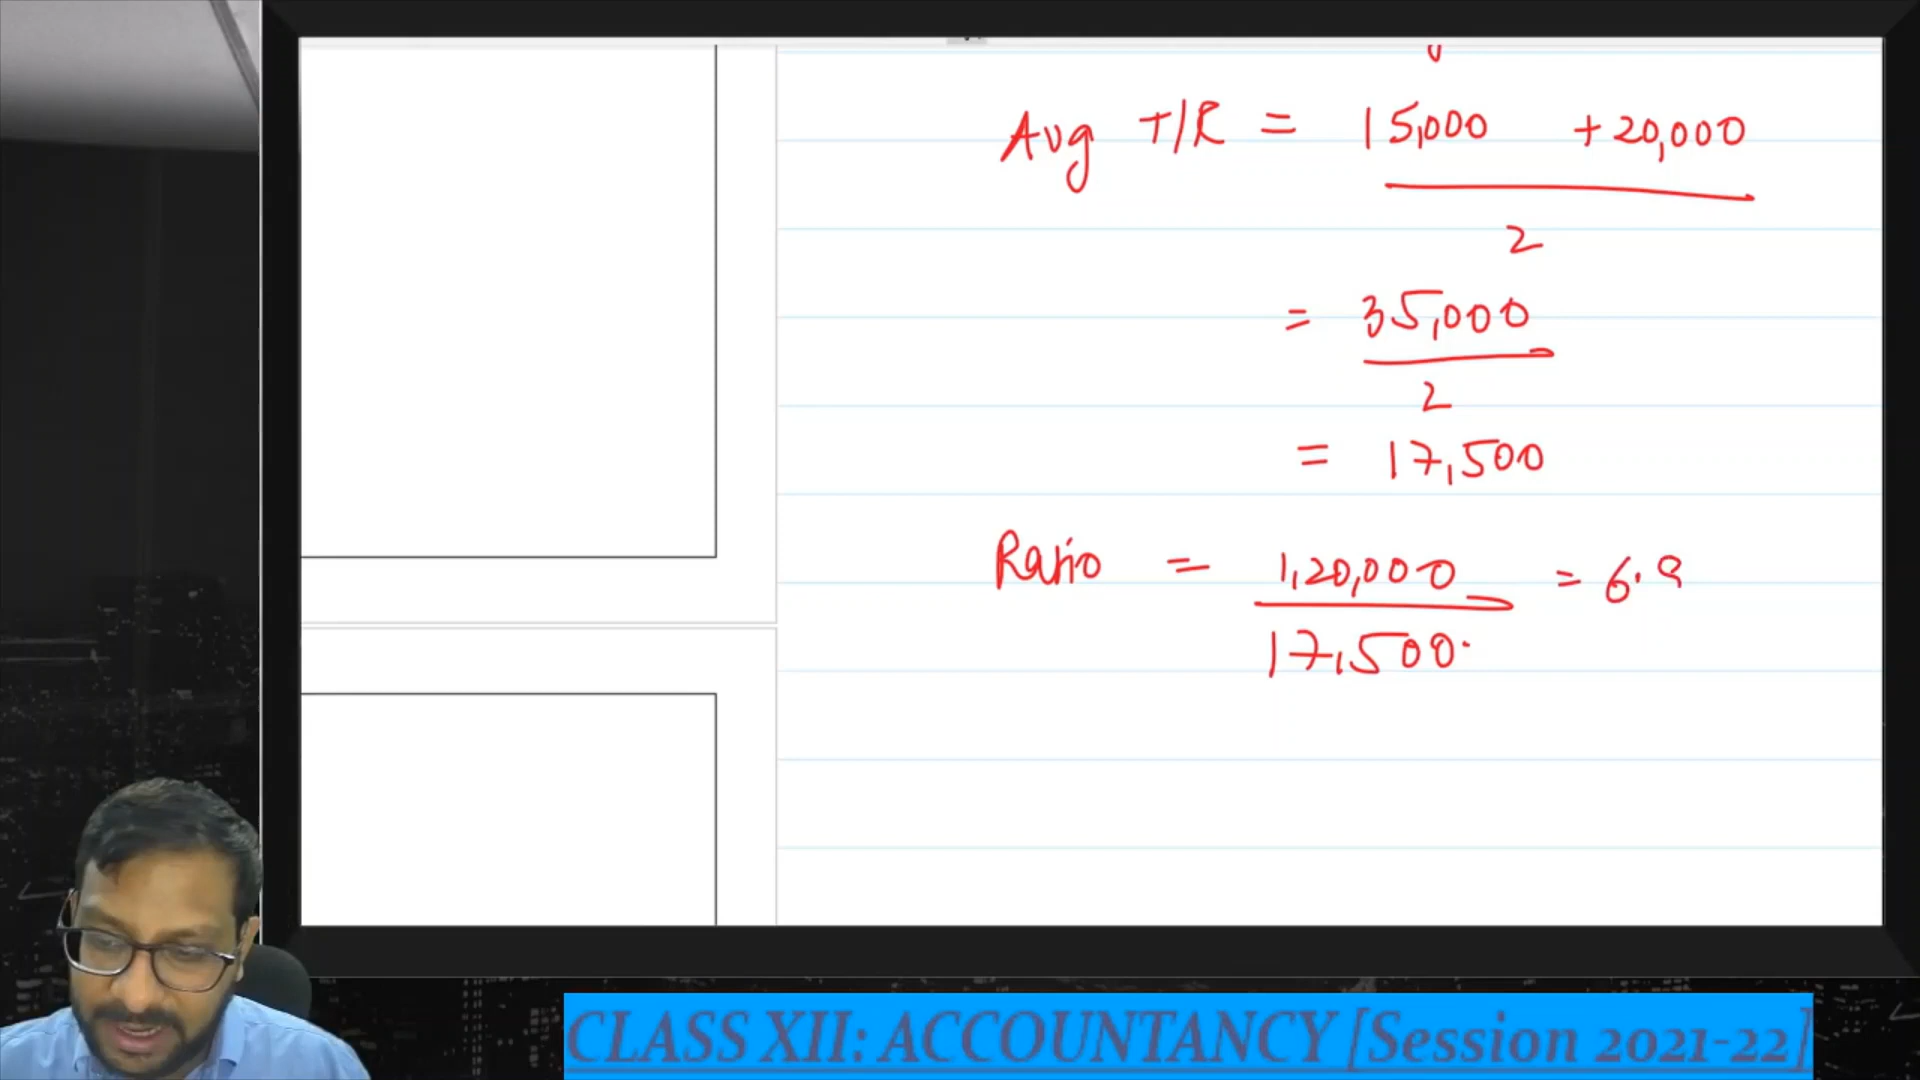 Avg T/R = 15,000 + 20,000
2
= 35,000
2
= 17,500
Ratio = 1,20,000 = 6.
17,500
CLASS XII: ACCOUNTANCY [Session 2021-22]